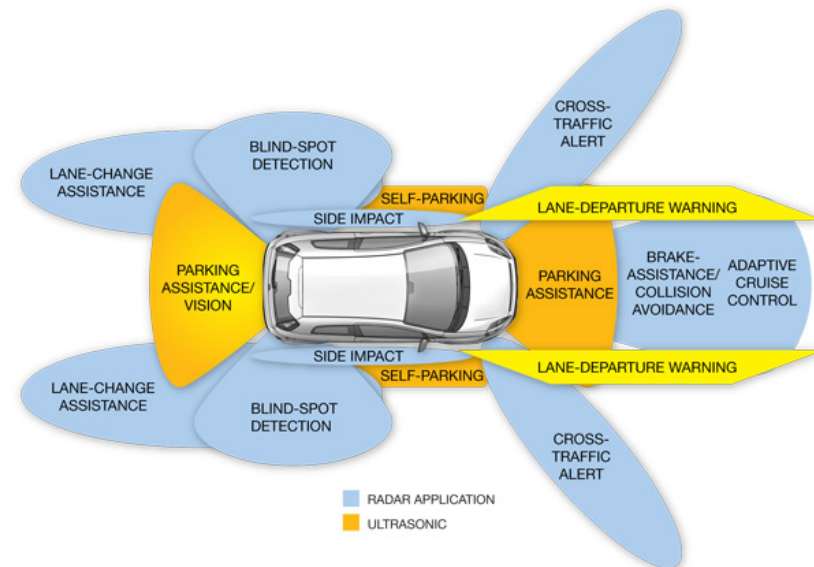 CROSS-
TRAFFIC
ALERT
BLIND-SPOT
DETECTION
LANE-CHANGE
ASSISTANCE
SELF-PARKING
SIDE IMPACT
LANE-DEPARTURE WARNING
PARKING
ASSISTANCE/
VISION
PARKING
ASSISTANCE
BRAKE-
ASSISTANCE/
COLLISION
AVOIDANCE
ADAPTIVE
CRUISE
CONTROL
SIDE IMPACT
SELF-PARKING
LANE-DEPARTURE WARNING
LANE-CHANGE
ASSISTANCE
BLIND-SPOT
DETECTION
CROSS-
TRAFFIC
ALERT
RADAR APPLICATION
ULTRASONIC